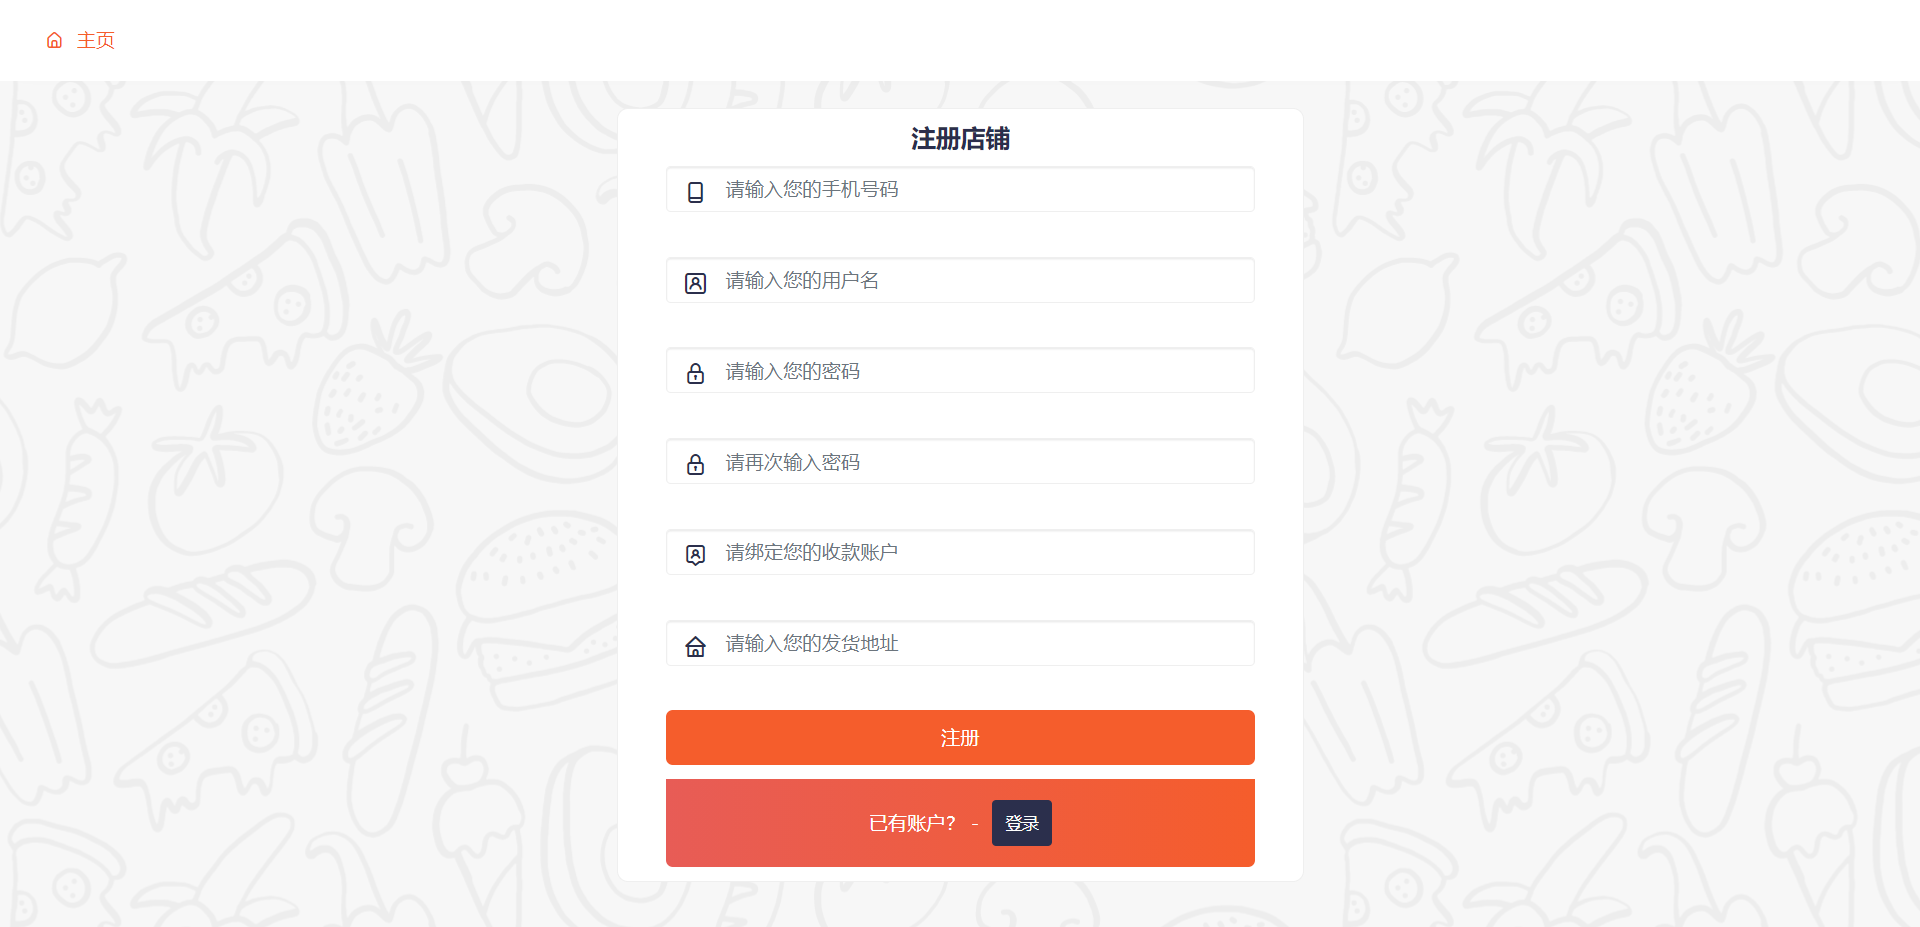 主页
注册店铺
请输入您的手机号码
请输入您的用户名
请输入您的密码
请再次输入密码
请绑定您的收款账户
请输入您的发货地址
注册
已有账户？ - 登录